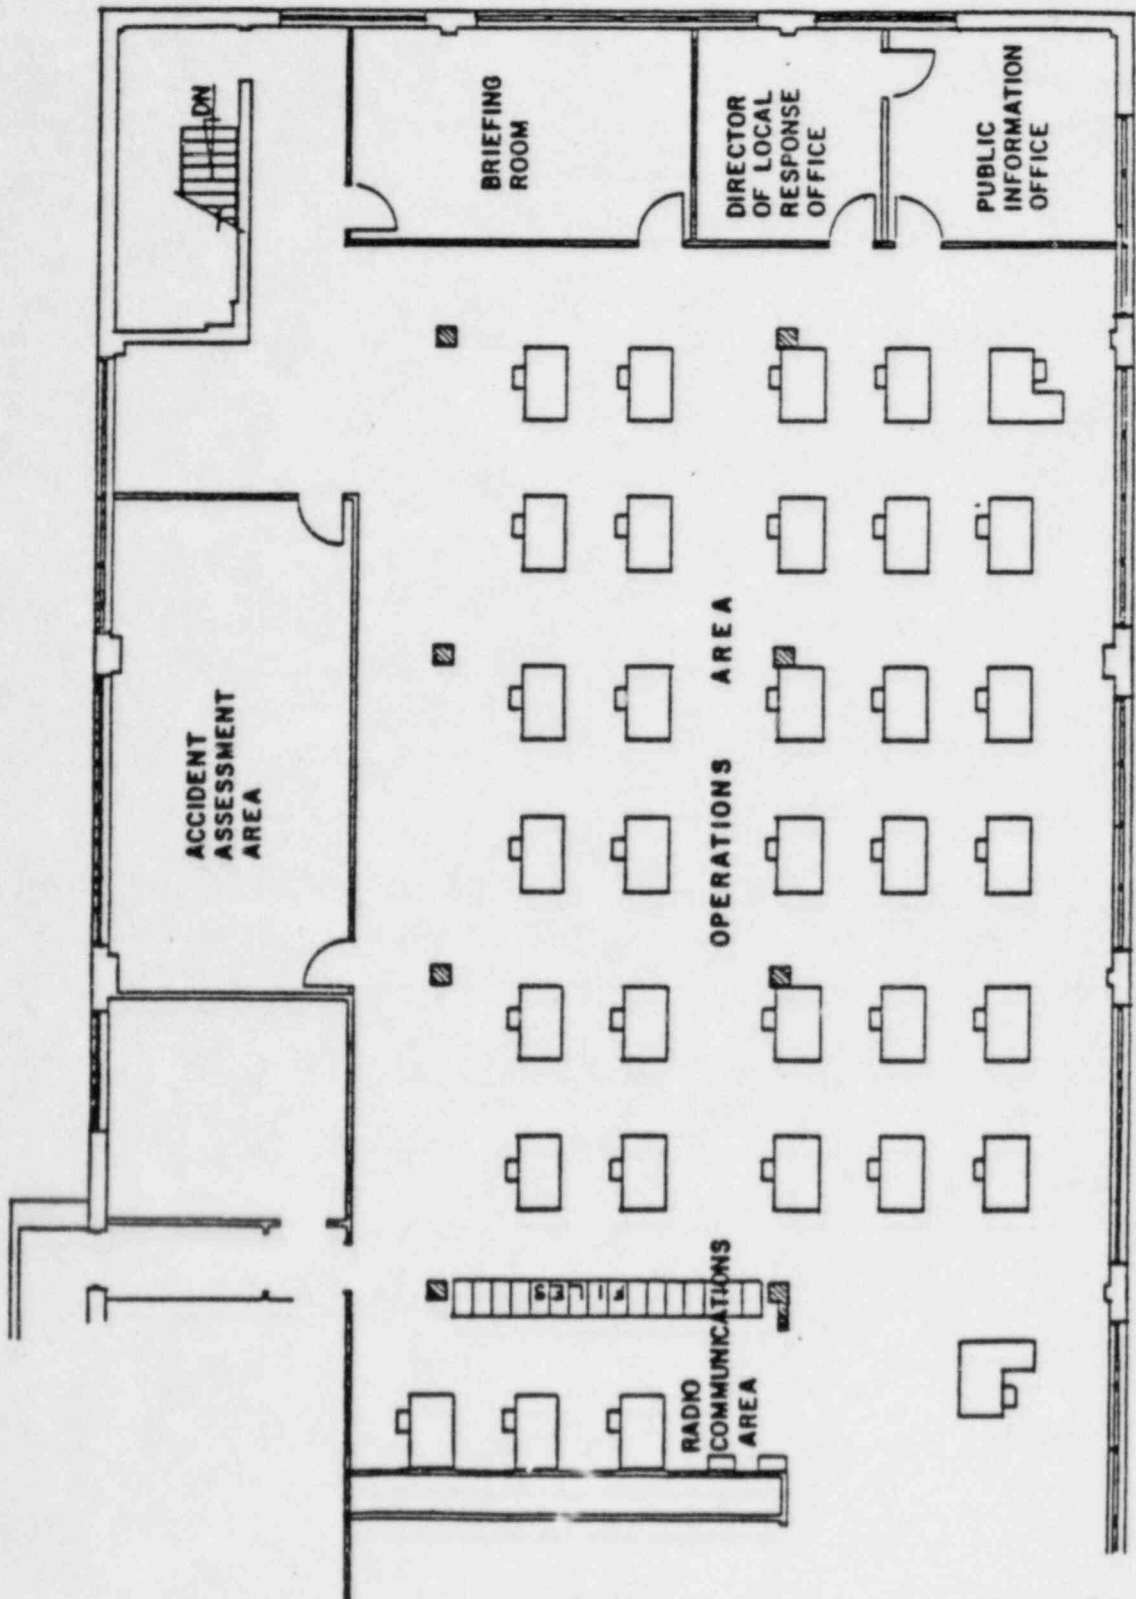 DN
BRIEFING
ROOM
DIRECTOR
OF LOCAL
RESPONSE
OFFICE
PUBLIC
INFORMATION
OFFICE
ACCIDENT
ASSESSMENT
AREA
OPERATIONS AREA
FILES
RADIO
COMMUNICATIONS
AREA